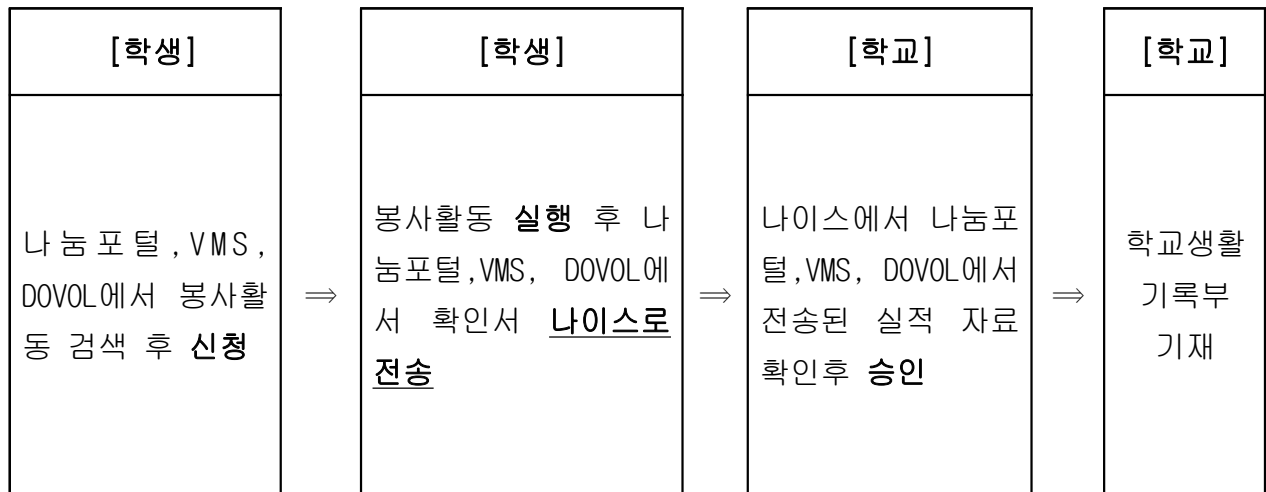 [학생]
나눔포털,VMS,
DOVOL에서 봉사활
동 검색 후 신청
⇒
[학생]
봉사활동 실행 후 나
눔포털,VMS, DOVOL에
서 확인서 나이스로
전송
⇒
[학교]
나이스에서 나눔포
털,VMS, DOVOL에서
전송된 실적 자료
확인후 승인
⇒
[학교]
학교생활
기록부
기재